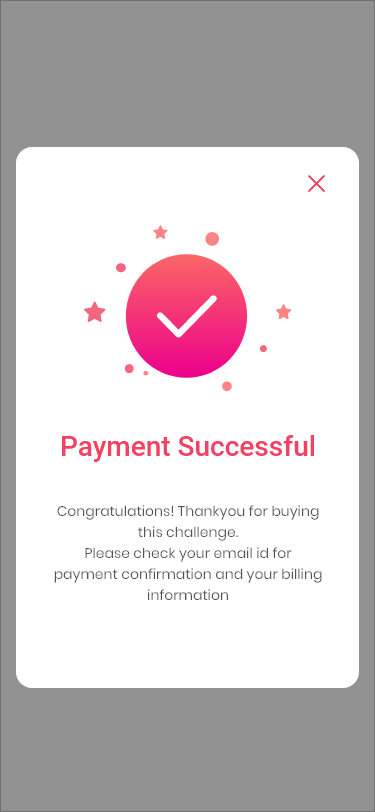 Payment Successful
Congratulations! Thankyou for buying
this challenge.
Please check your email id for
payment confirmation and your billing
information